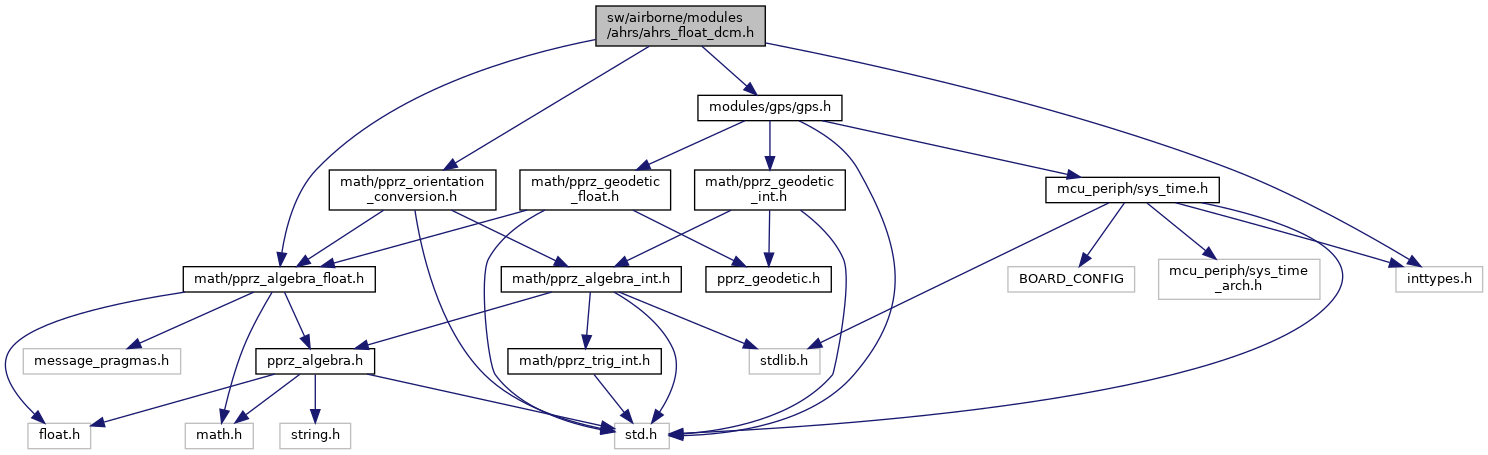 sw/airborne/modules
/ahrs/ahrs_float_dcm.h
modules/gps/gps.h
math/pprz_orientation
_conversion.h
math/pprz_geodetic
_float.h
math/pprz_geodetic
_int.h
mcu_periph/sys_time.h
math/pprz_algebra_float.h
math/pprz_algebra_int.h
pprz_geodetic.h
BOARD_CONFIG
mcu_periph/sys_time
_arch.h
inttypes.h
message_pragmas.h
pprz_algebra.h
math/pprz_trig_int.h
stdlib.h
float.h
math.h
string.h
std.h